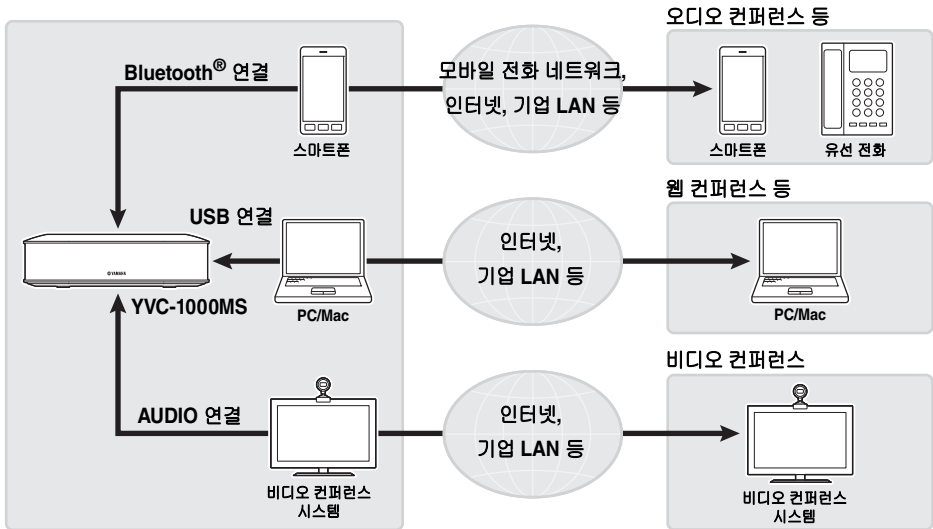 오디오 컨퍼런스 등
Bluetooth® 연결
모바일 전화 네트워크,
인터넷, 기업 LAN 등
스마트폰
스마트폰
유선 전화
웹 컨퍼런스 등
USB 연결
인터넷,
기업 LAN 등
YAMAHA
YVC-1000MS
PC/Mac
PC/Mac
비디오 컨퍼런스
AUDIO 연결
인터넷,
기업 LAN 등
비디오 컨퍼런스
시스템
비디오 컨퍼런스
시스템